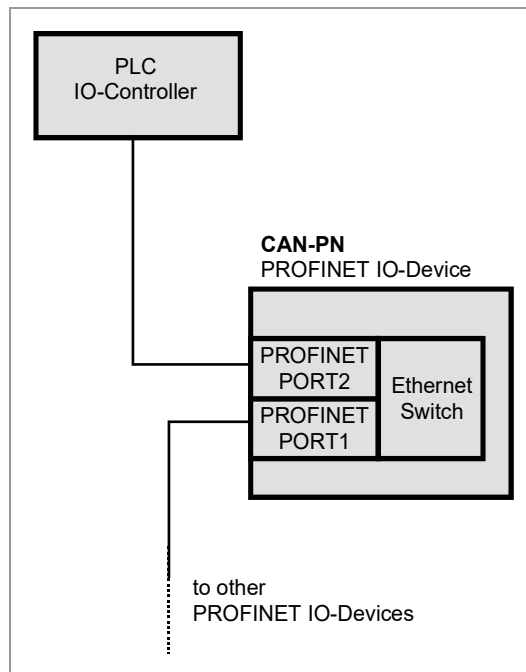 PLC
IO-Controller
CAN-PN
PROFINET IO-Device
PROFINET
PORT2
PROFINET
PORT1
Ethernet
Switch
to other
PROFINET IO-Devices